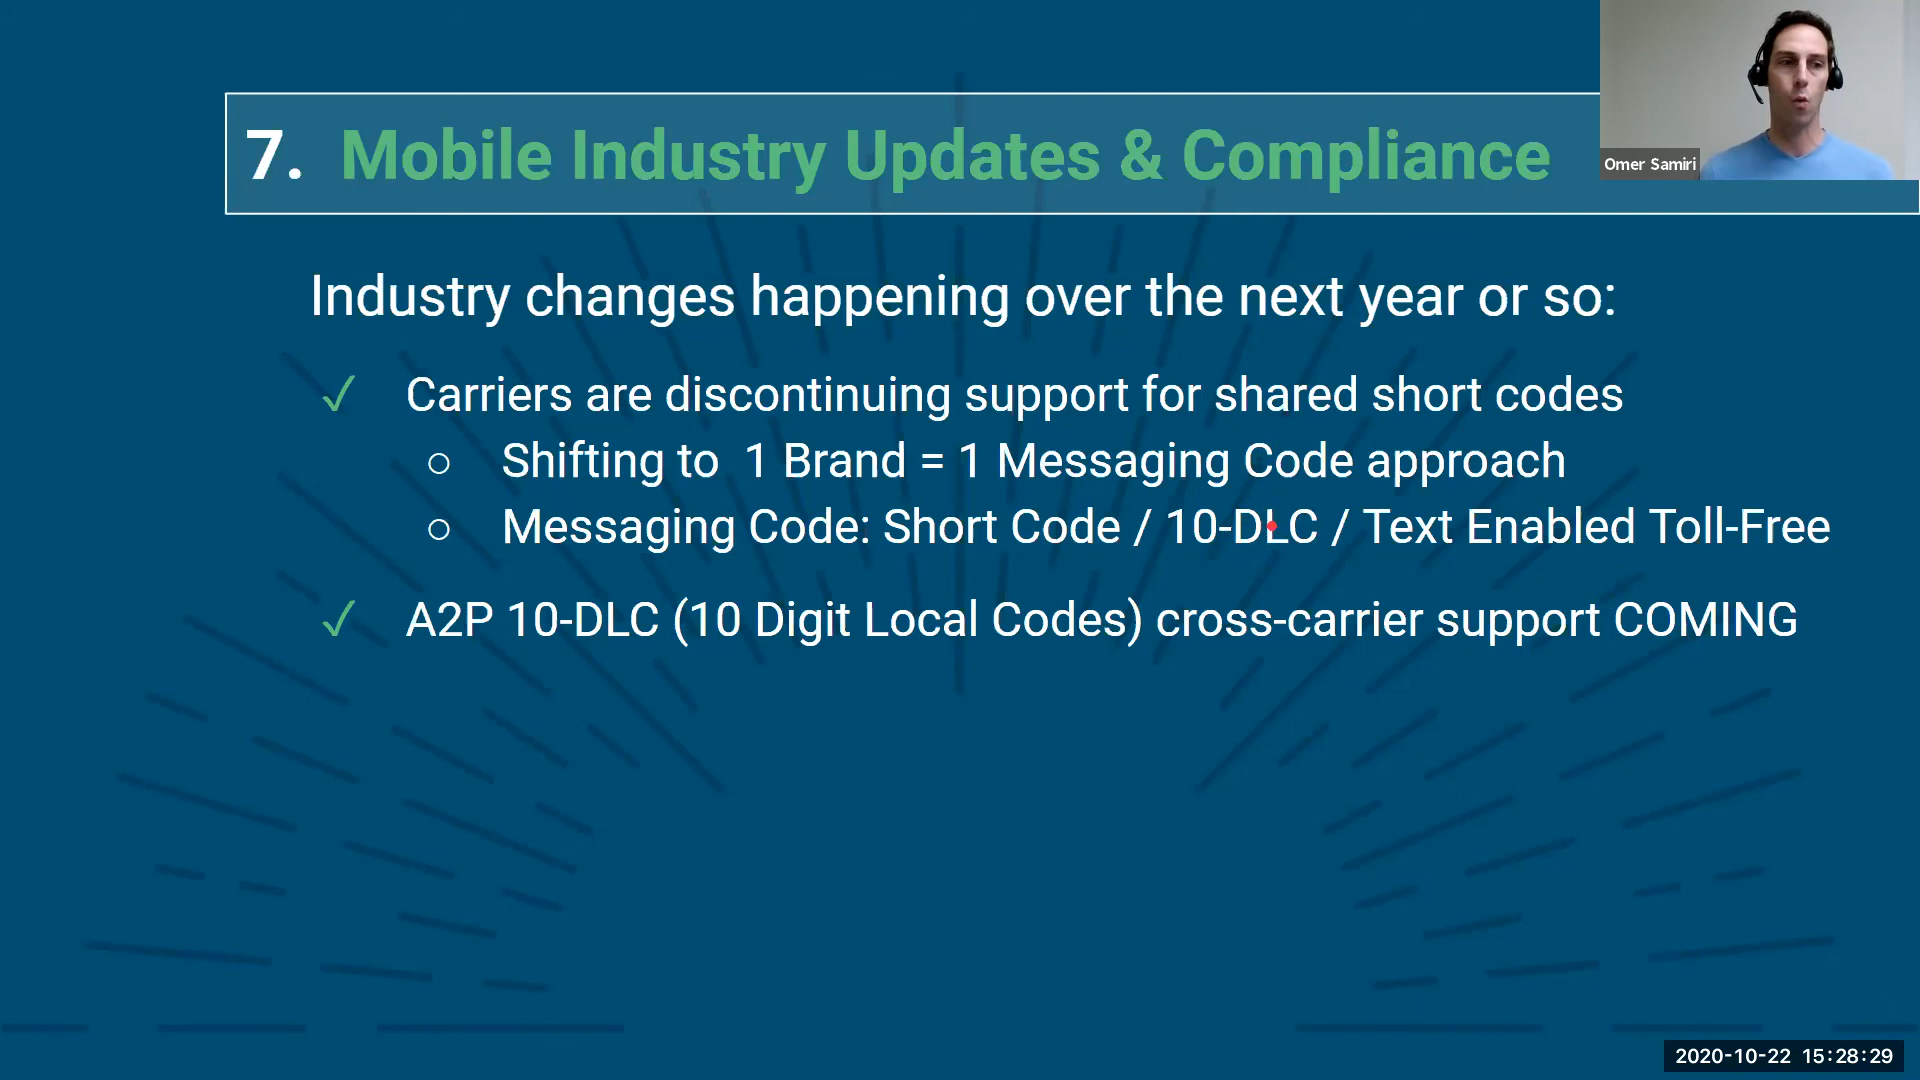 7. Mobile Industry Updates & Compliance
Omer Samiri
Industry changes happening over the next year or so:
✓ Carriers are discontinuing support for shared short codes
○ Shifting to 1 Brand = 1 Messaging Code approach
○ Messaging Code: Short Code / 10-DLC / Text Enabled Toll-Free
✓ A2P 10-DLC (10 Digit Local Codes) cross-carrier support COMING
2020-10-22 15:28:29